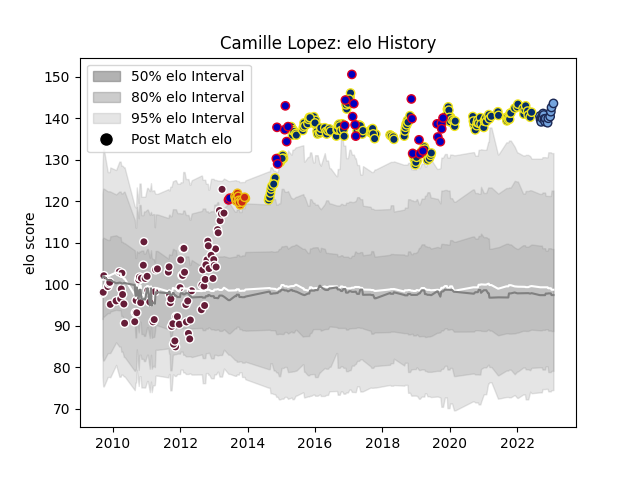 Camille Lopez: elo History
50% elo Interval
80% elo Interval
95% elo Interval
Post Match elo
elo score
150
140
130
120
110
100
90
80
70
2010 2012 2014 2016 2018 2020 2022